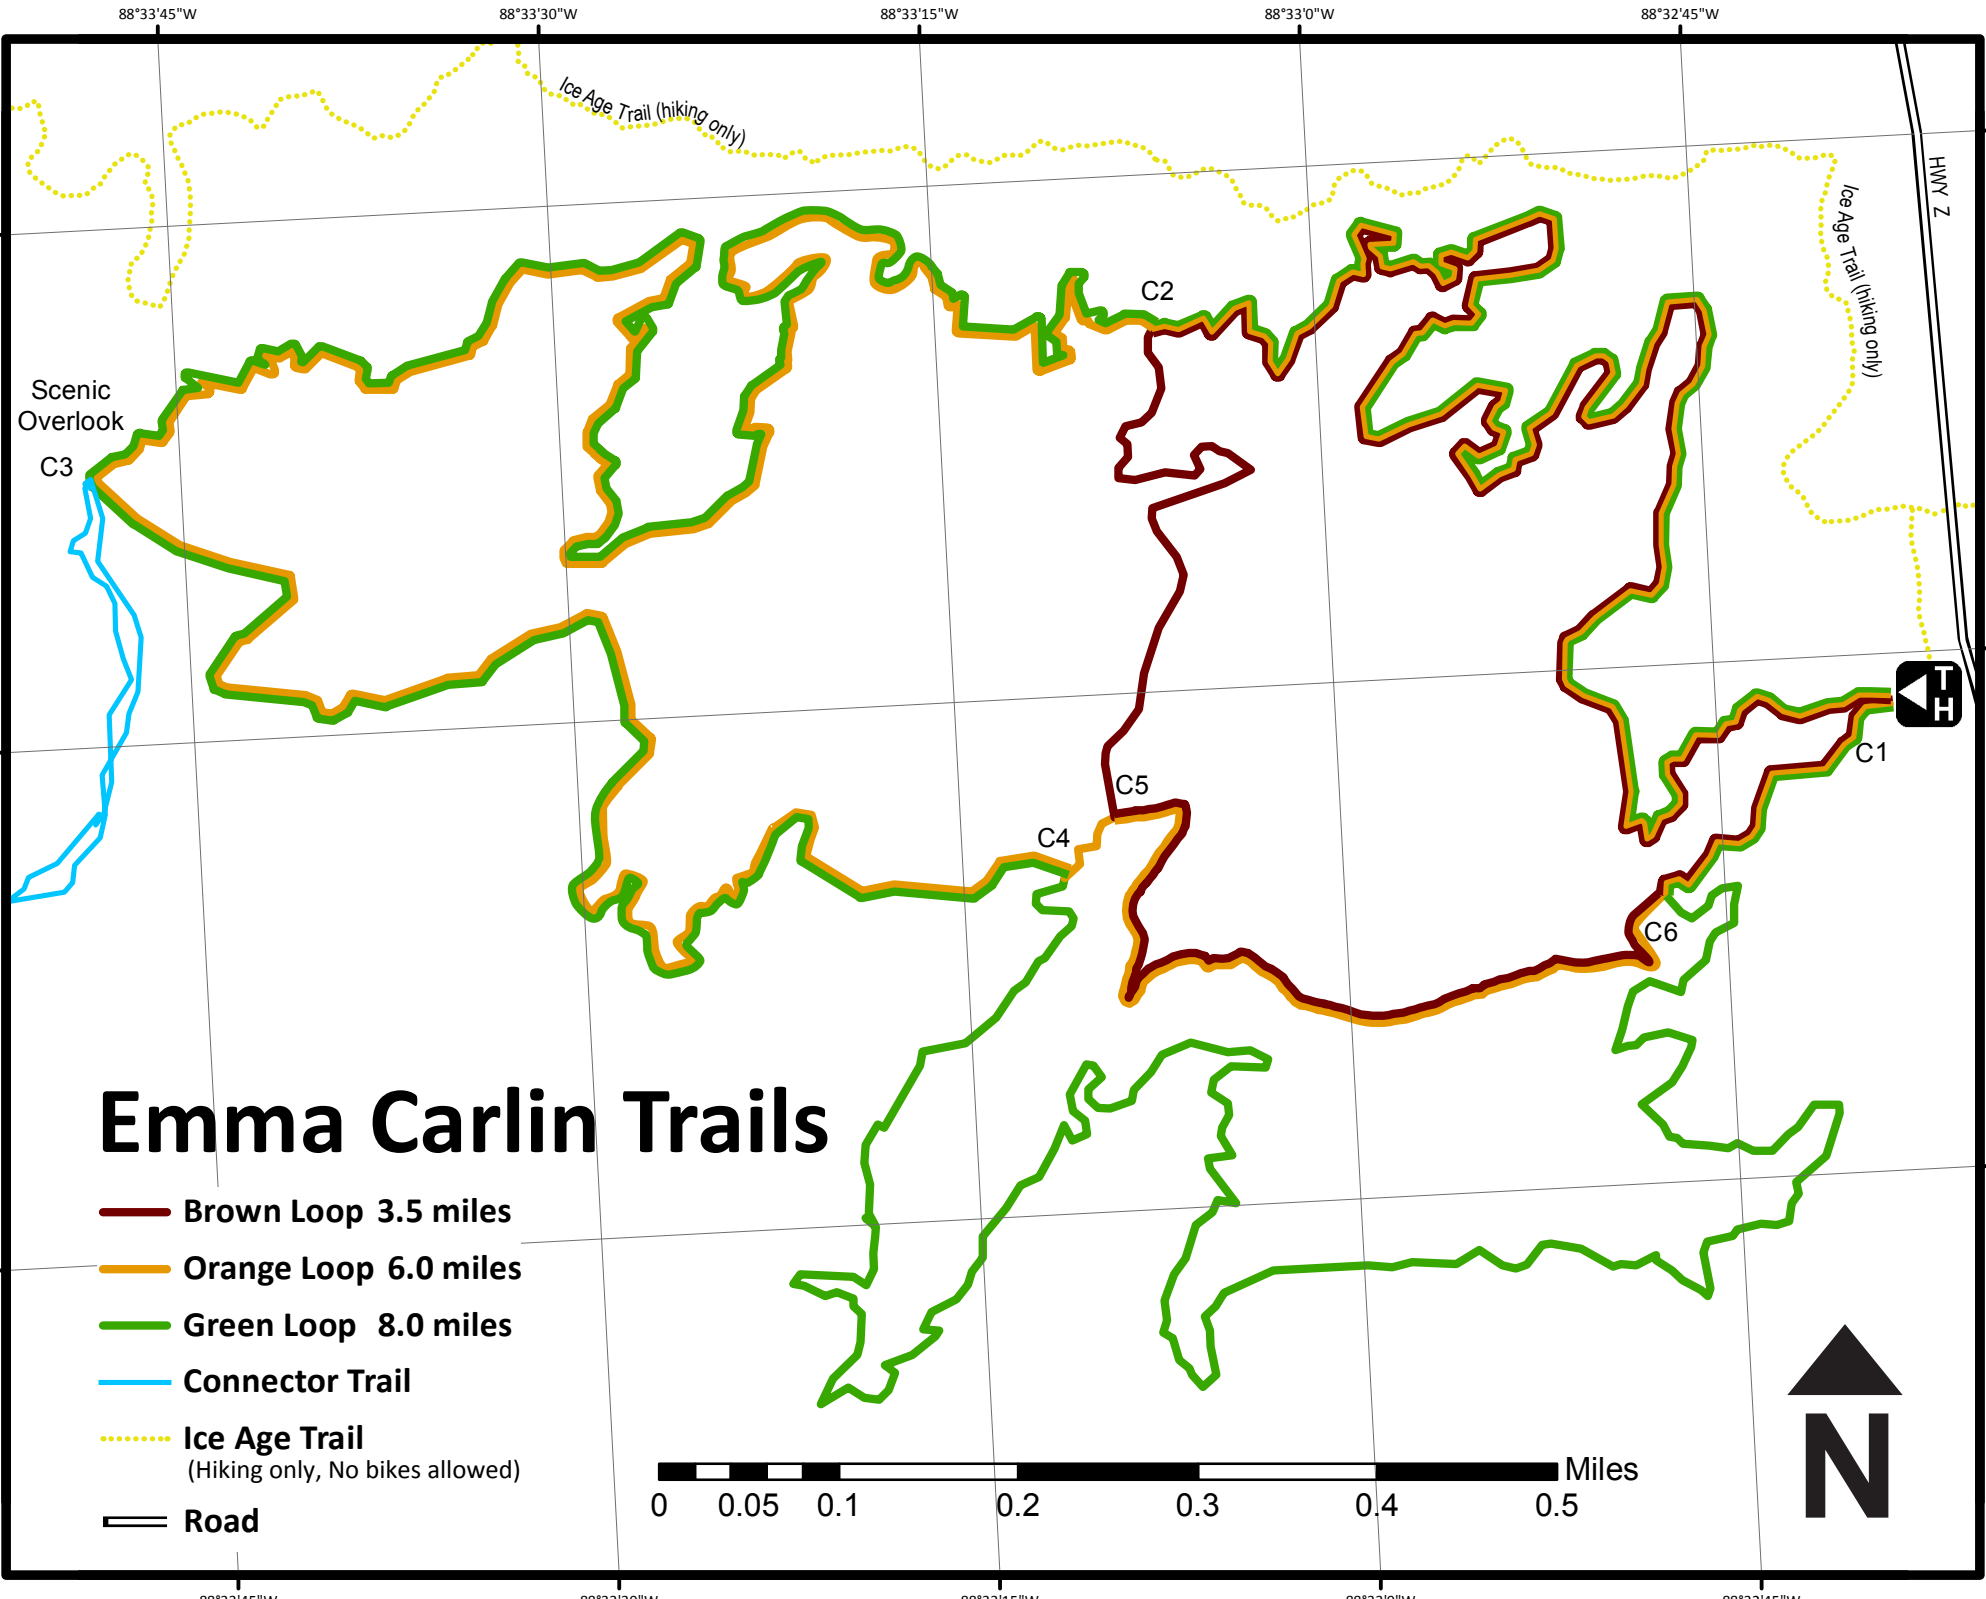 88°33'45"W
88°33'30"W
88°33'15"W
88°33'0"W
88°32'45"W
Ice Age Trail (hiking only)
HWY Z
Ice Age Trail (hiking only)
C2
Scenic
Overlook
C3
T
H
C1
C5
C4
C6
Emma Carlin Trails
Brown Loop 3.5 miles
Orange Loop 6.0 miles
Green Loop 8.0 miles
Connector Trail
Ice Age Trail
(Hiking only, No bikes allowed)
Road
Miles
0 0.05 0.1 0.2 0.3 0.4 0.5
N